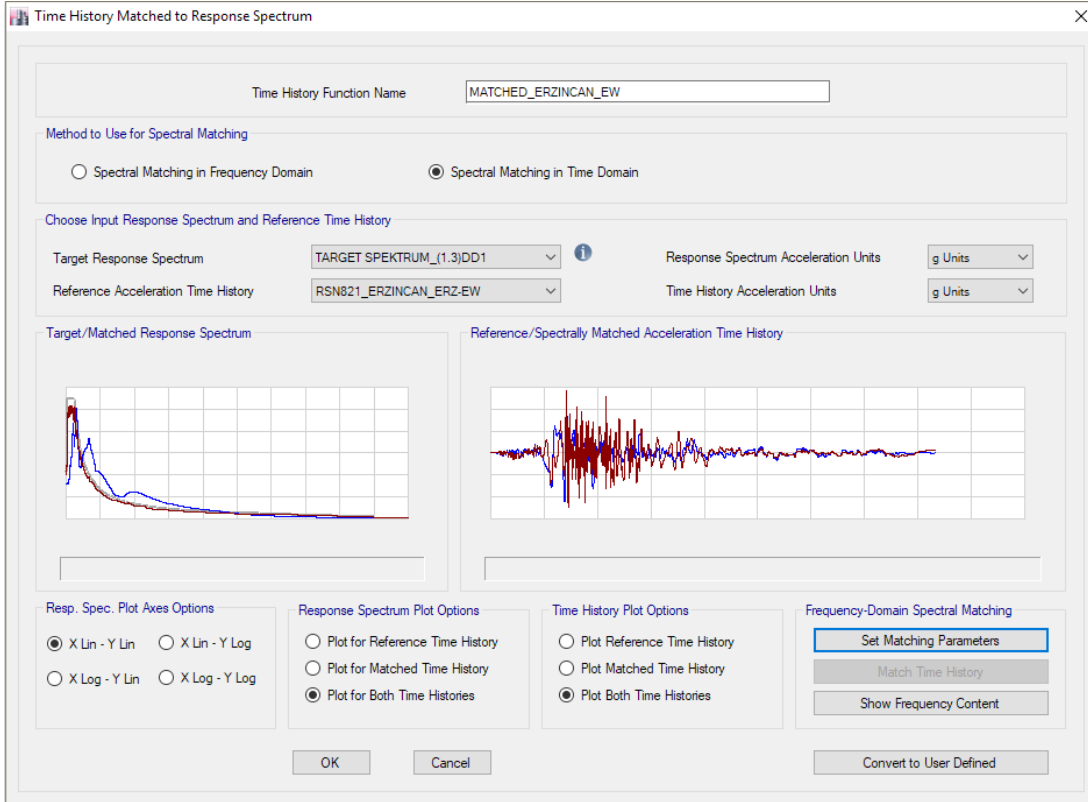 Time History Matched to Response Spectrum
Time History Function Name MATCHED_ERZINCAN_EW
Method to Use for Spectral Matching
Spectral Matching in Frequency Domain Spectral Matching in Time Domain
Choose Input Response Spectrum and Reference Time History
Target Response Spectrum TARGET SPEKTRUM_(1.3)DD1 Response Spectrum Acceleration Units g Units
Reference Acceleration Time History RSN821_ERZINCAN_ERZ-EW Time History Acceleration Units g Units
Target/Matched Response Spectrum Reference/Spectrally Matched Acceleration Time History
Resp. Spec. Plot Axes Options Response Spectrum Plot Options Time History Plot Options Frequency-Domain Spectral Matching
X Lin - Y Lin X Lin - Y Log Plot for Reference Time History Plot Reference Time History Set Matching Parameters
X Log - Y Lin X Log - Y Log Plot for Matched Time History Plot Matched Time History Match Time History
Plot for Both Time Histories Plot Both Time Histories Show Frequency Content
OK Cancel Convert to User Defined